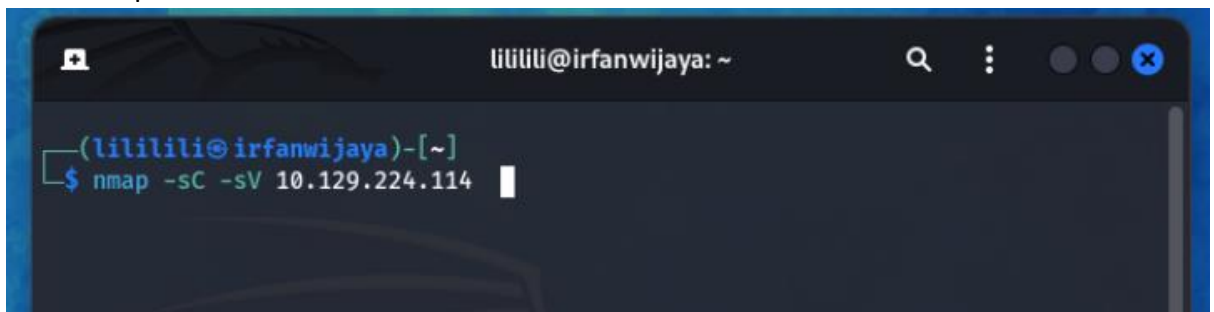 lililili@irfanwijaya: ~
(lililili㉿irfanwijaya)-[~]
$ nmap -sC -sV 10.129.224.114